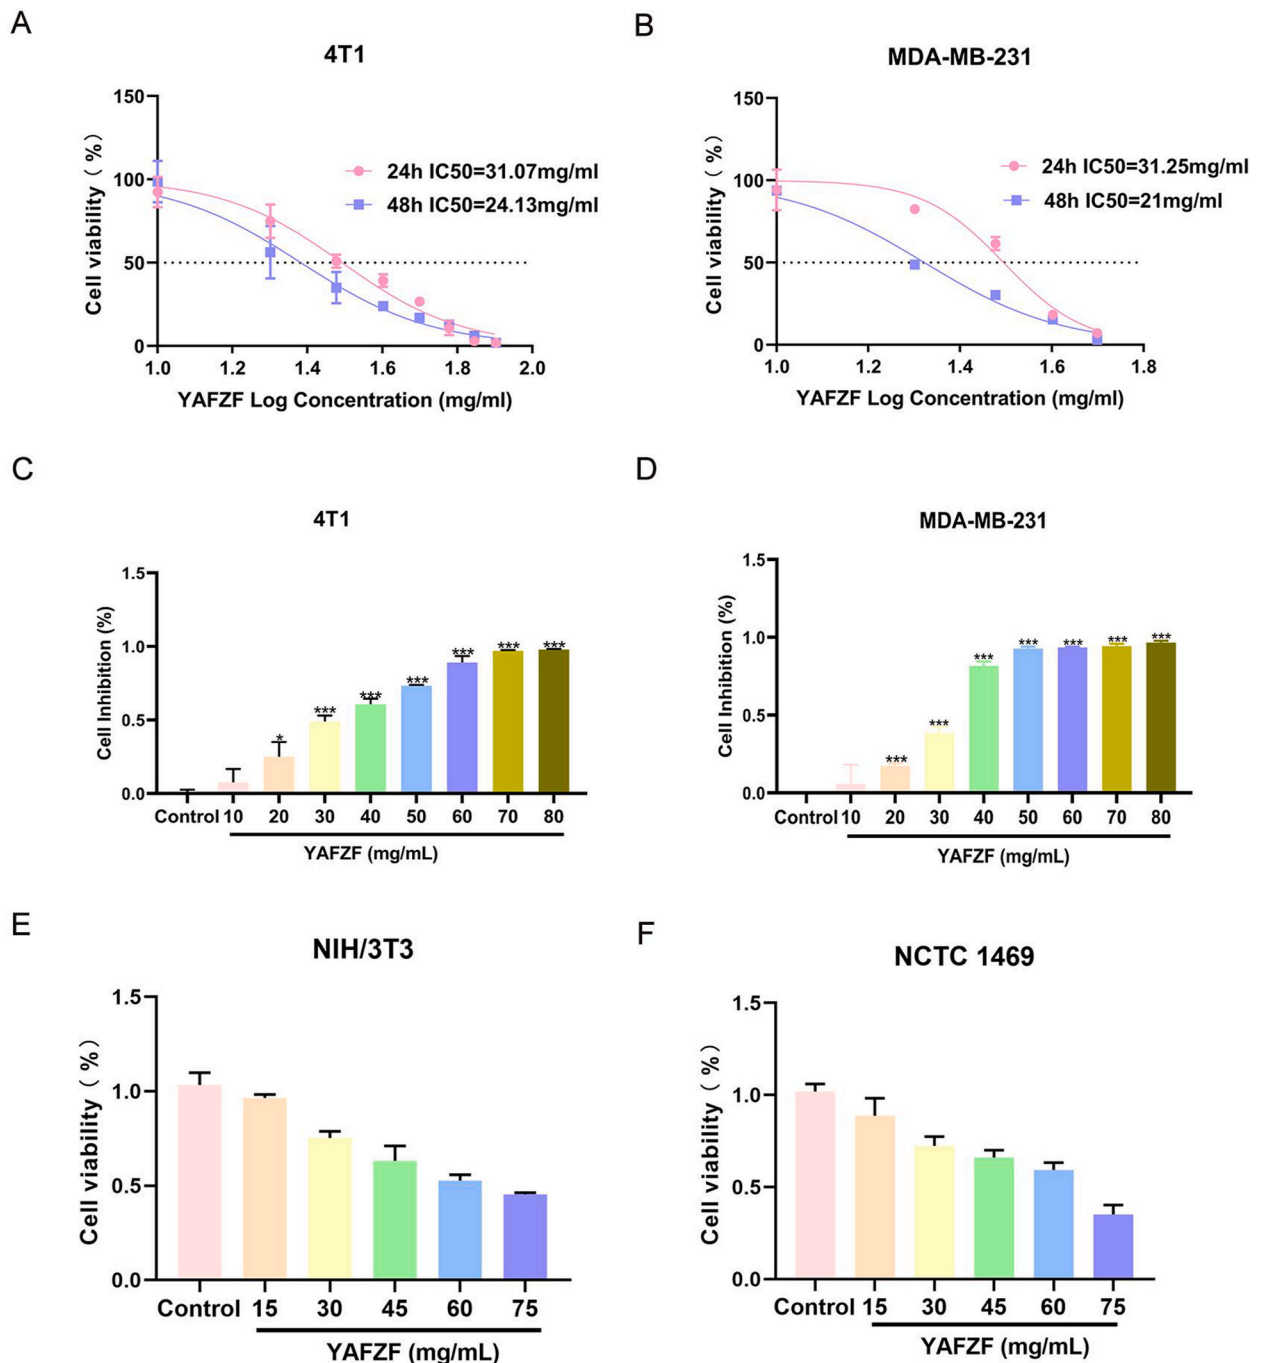 A
4T1
150
100
50
0
Cell viability ( %)
24h IC50=31.07mg/ml
48h IC50=24.13mg/ml
1.0 1.2 1.4 1.6 1.8 2.0
YAFZF Log Concentration (mg/ml)
B
MDA-MB-231
150
100
50
0
Cell viability ( %)
24h IC50=31.25mg/ml
48h IC50=21mg/ml
1.0 1.2 1.4 1.6 1.8
YAFZF Log Concentration (mg/ml)
C
4T1
1.5
1.0
0.5
0.0
Cell Inhibition (%)
* *** *** *** *** *** ***
Control 10 20 30 40 50 60 70 80
YAFZF (mg/mL)
D
MDA-MB-231
1.5
1.0
0.5
0.0
Cell Inhibition (%)
*** *** *** *** *** *** ***
Control 10 20 30 40 50 60 70 80
YAFZF (mg/mL)
E
NIH/3T3
1.5
1.0
0.5
0.0
Cell viability ( %)
Control 15 30 45 60 75
YAFZF (mg/mL)
F
NCTC 1469
1.5
1.0
0.5
0.0
Cell viability ( %)
Control 15 30 45 60 75
YAFZF (mg/mL)